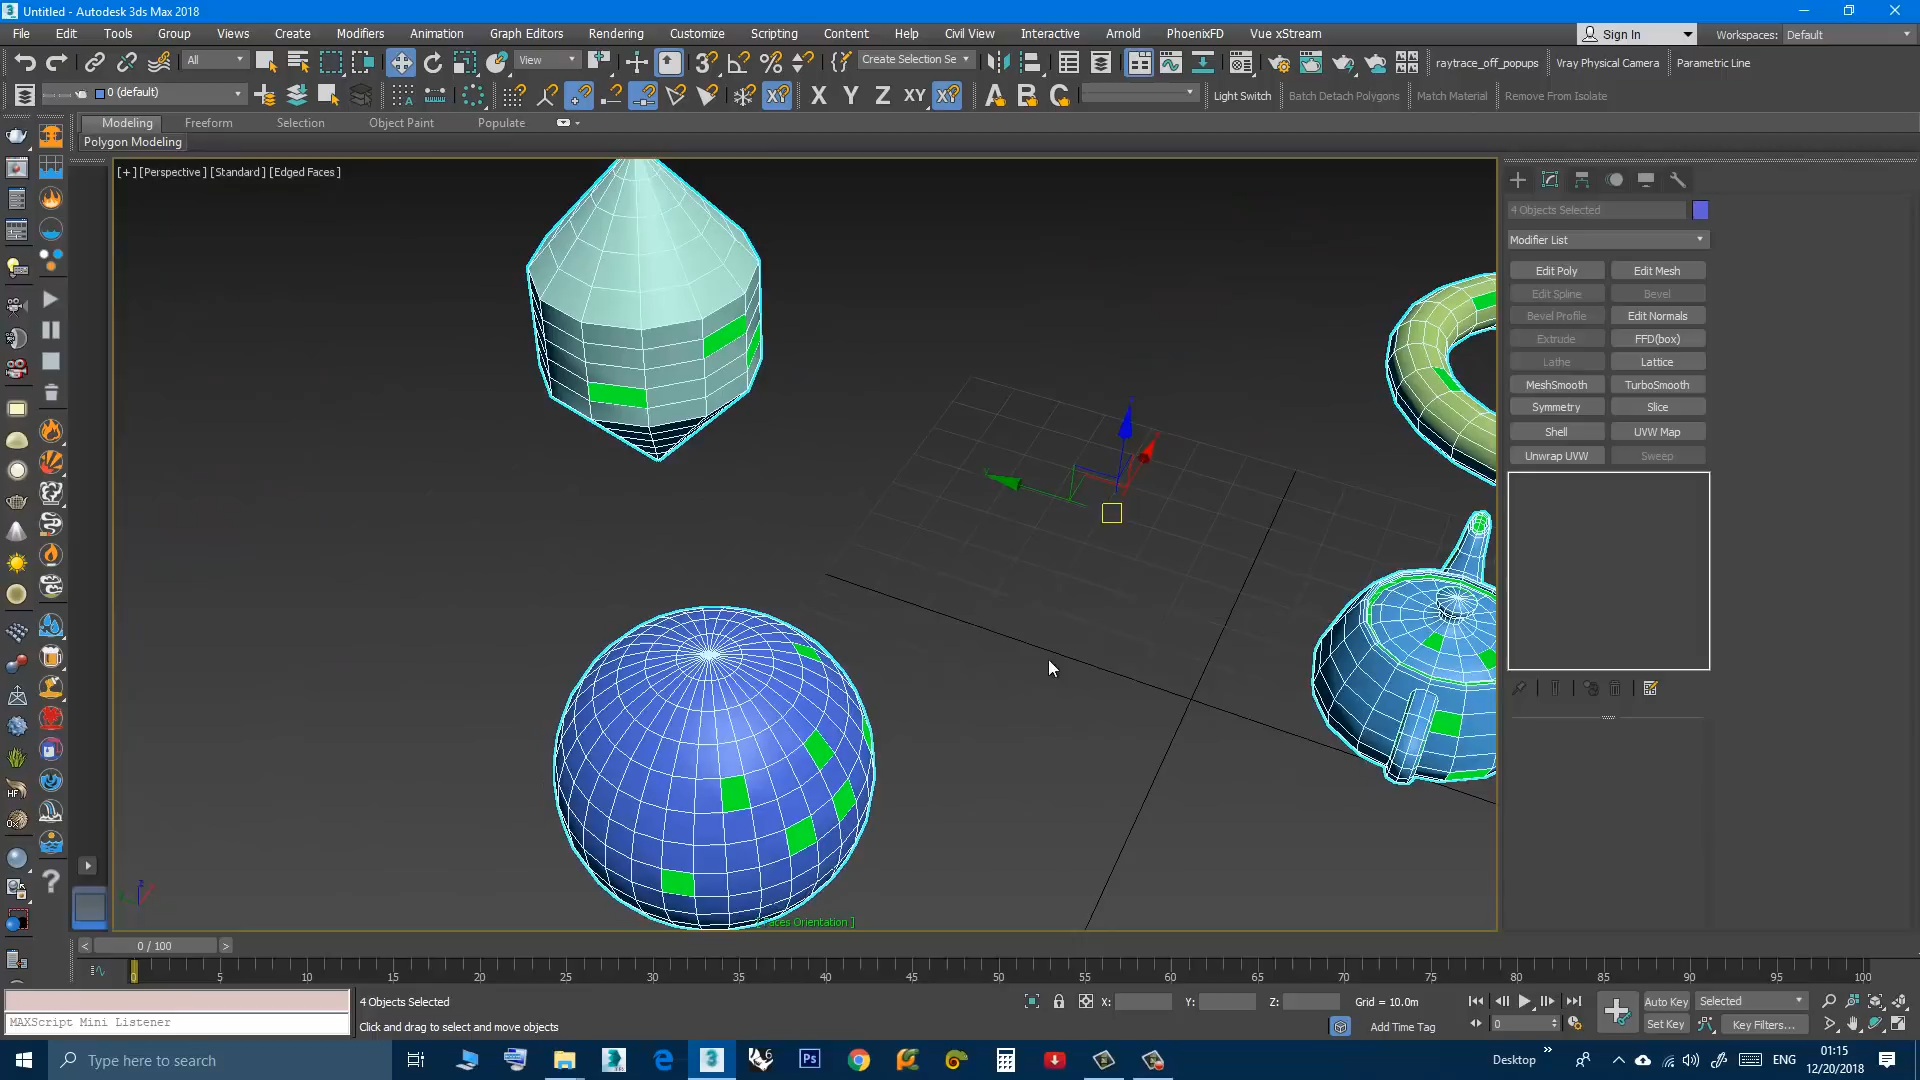 Untitled - Autodesk 3ds Max 2018
File Edit Tools Group Views Create Modifiers Animation Graph Editors Rendering Customize Scripting Content Help Civil View Interactive Arnold PhoenixFD Vue xStream
Sign In Workspaces: Default
All View Create Selection Se raytrace_off_popups Vray Physical Camera Parametric Line
0 (default) X Y Z XY XY A B C Light Switch Batch Detach Polygons Match Material Remove From Isolate
Modeling Freeform Selection Object Paint Populate
Polygon Modeling
[+] [Perspective] [Standard] [Edged Faces]
4 Objects Selected
Modifier List
Edit Poly Edit Mesh
Edit Spline Bevel
Bevel Profile Edit Normals
Extrude FFD(box)
Lathe Lattice
MeshSmooth TurboSmooth
Symmetry Slice
Shell UVW Map
Unwrap UVW Sweep
Orientation ]
< 0 / 100 >
0 5 10 15 20 25 30 35 40 45 50 55 60 65 70 75 80 85 90 95 100
4 Objects Selected X: Y: Z: Grid = 10.0m Auto Key Selected
MAXScript Mini Listener
Click and drag to select and move objects Add Time Tag 0 Set Key Key Filters...
Type here to search Desktop ENG
01:15
12/20/2018